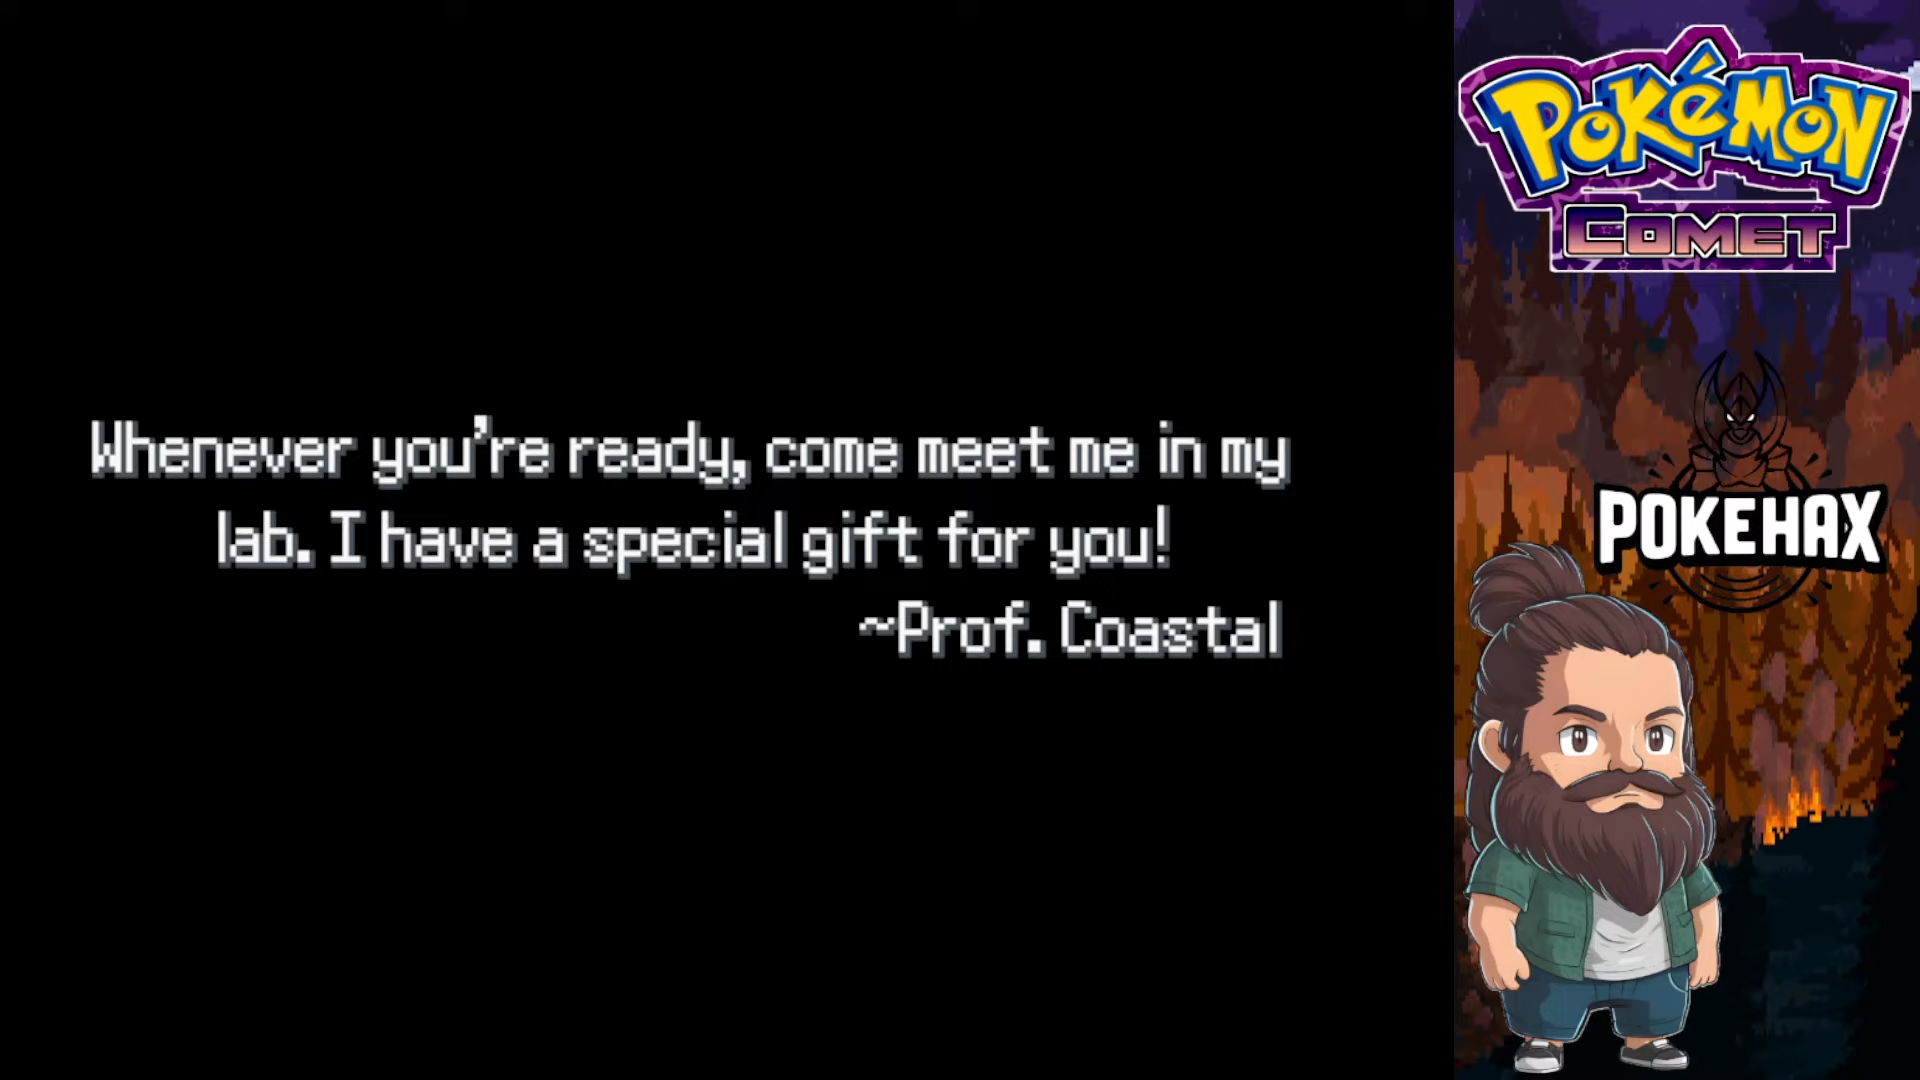 Whenever you're ready, come meet me in my
lab. I have a special gift for you!
~Prof. Coastal
POKÉMON
COMET
POKEHAX